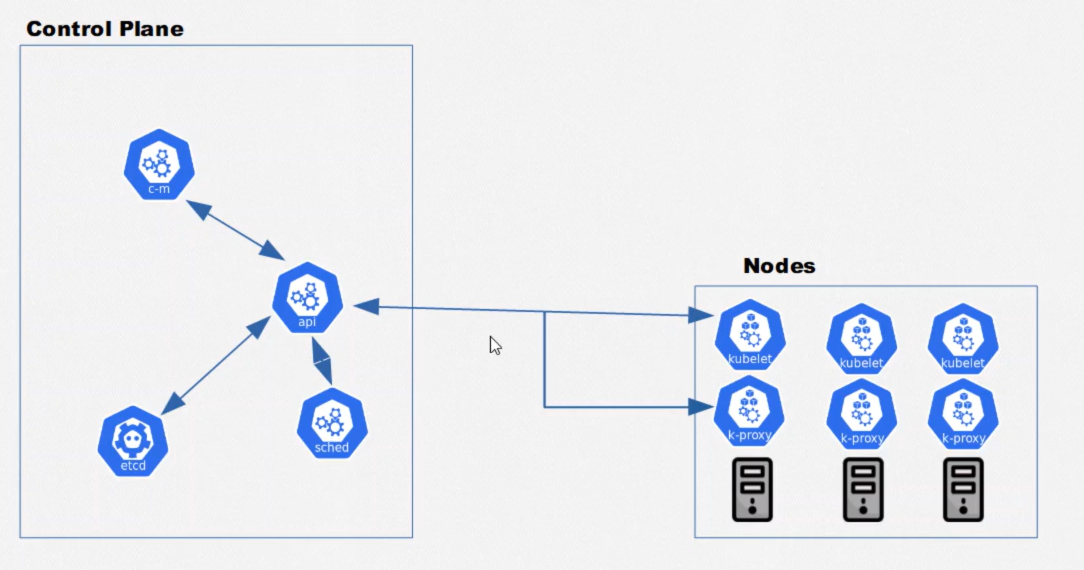 Control Plane
c-m
api
etcd
sched
Nodes
kubelet kubelet kubelet
k-proxy k-proxy k-proxy